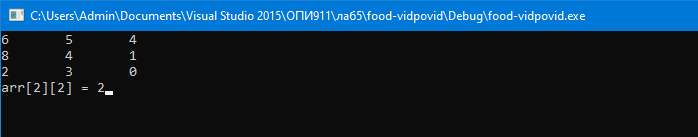 C:\Users\Admin\Documents\Visual Studio 2015\ОПИ911\ла65\food-vidpovid\Debug\food-vidpovid.exe
6 5 4
8 4 1
2 3 0
arr[2][2] = 2